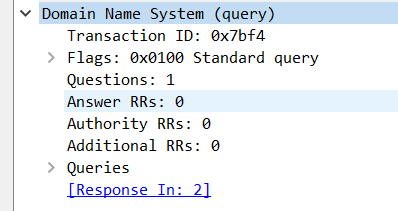 Domain Name System (query)
Transaction ID: 0x7bf4
Flags: 0x0100 Standard query
Questions: 1
Answer RRs: 0
Authority RRs: 0
Additional RRs: 0
Queries
[Response In: 2]